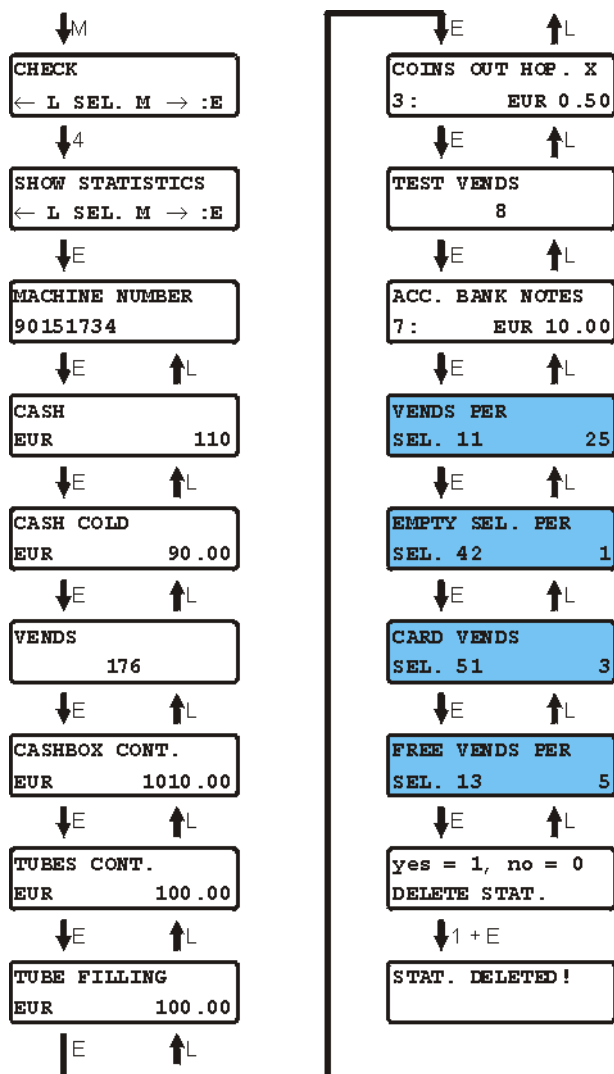 M
CHECK
← L SEL. M → :E
4
SHOW STATISTICS
← L SEL. M → :E
E
MACHINE NUMBER
90151734
E L
CASH
EUR 110
E L
CASH COLD
EUR 90.00
E L
VENDS
176
E L
CASHBOX CONT.
EUR 1010.00
E L
TUBES CONT.
EUR 100.00
E L
TUBE FILLING
EUR 100.00
E L
E L
COINS OUT HOP. X
3: EUR 0.50
E L
TEST VENDS
8
E L
ACC. BANK NOTES
7: EUR 10.00
E L
VENDS PER
SEL. 11 25
E L
EMPTY SEL. PER
SEL. 42 1
E L
CARD VENDS
SEL. 51 3
E L
FREE VENDS PER
SEL. 13 5
E L
yes = 1, no = 0
DELETE STAT.
1 + E
STAT. DELETED!